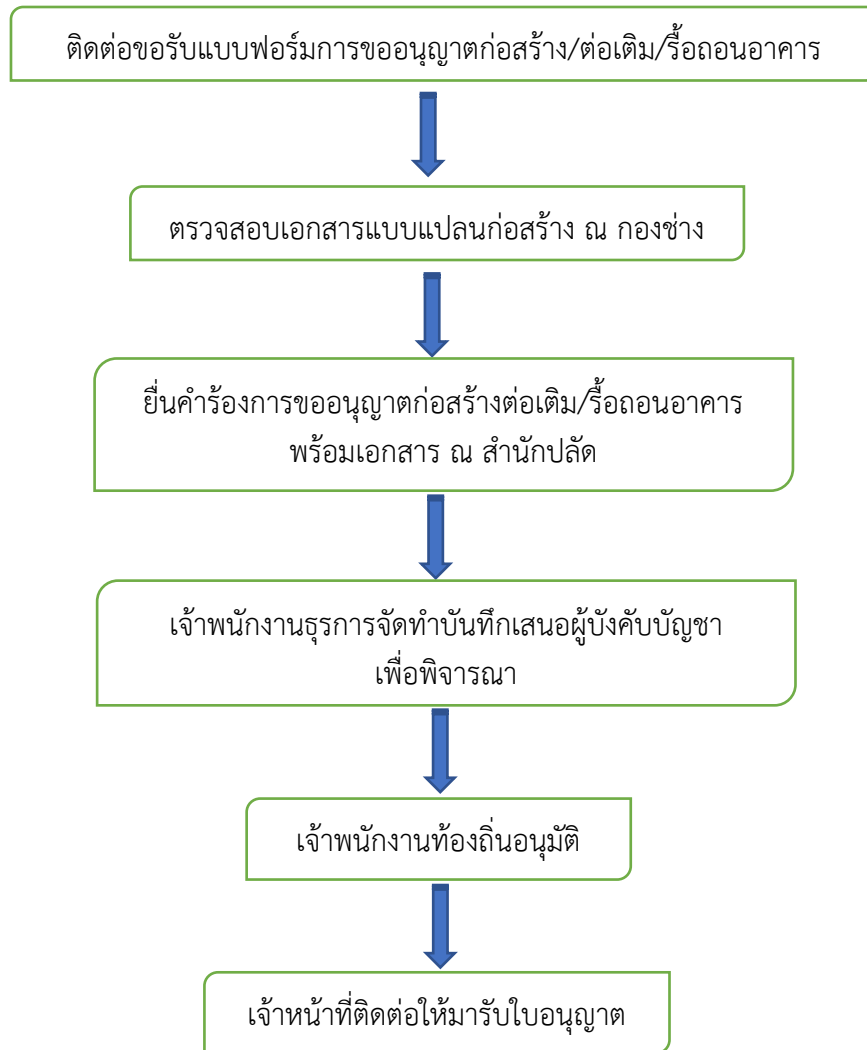 ติดต่อขอรับแบบฟอร์มการขออนุญาตก่อสร้าง/ต่อเติม/รื้อถอนอาคาร
ตรวจสอบเอกสารแบบแปลนก่อสร้าง ณ กองช่าง
ยื่นคำร้องการขออนุญาตก่อสร้างต่อเติม/รื้อถอนอาคาร
พร้อมเอกสาร ณ สำนักปลัด
เจ้าพนักงานธุรการจัดทำบันทึกเสนอผู้บังคับบัญชา
เพื่อพิจารณา
เจ้าพนักงานท้องถิ่นอนุมัติ
เจ้าหน้าที่ติดต่อให้มารับใบอนุญาต